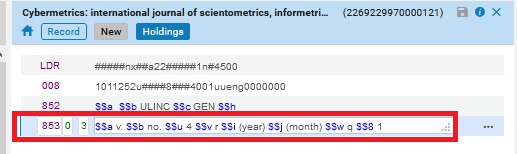 Cybermetrics: international journal of scientometrics, informetri... (2269229970000121)
Record New Holdings
LDR #####nx##a22#####1n#4500
008 1011252u####8###4001uueng0000000
852 $$a $$b ULINC $$c GEN $$h
853 0 3 $$a v. $$b no. $$u 4 $$v r $$i (year) $$j (month) $$w q $$8 1